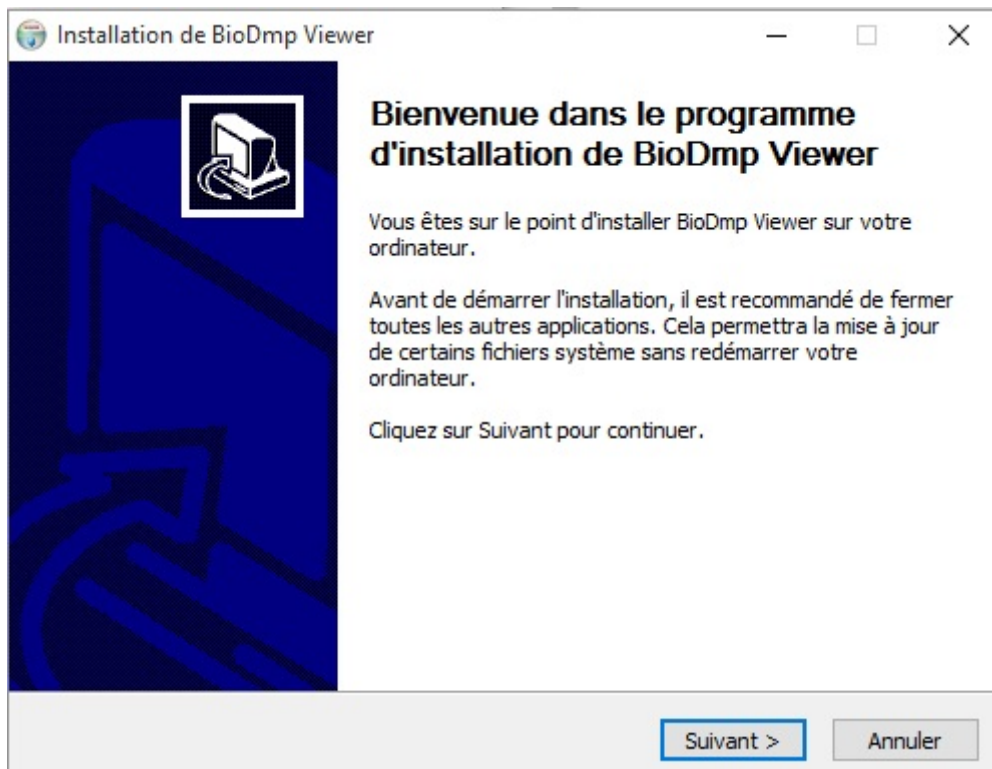 Installation de BioDmp Viewer
Bienvenue dans le programme
d'installation de BioDmp Viewer
Vous êtes sur le point d'installer BioDmp Viewer sur votre
ordinateur.
Avant de démarrer l'installation, il est recommandé de fermer
toutes les autres applications. Cela permettra la mise à jour
de certains fichiers système sans redémarrer votre
ordinateur.
Cliquez sur Suivant pour continuer.
Suivant >
Annuler